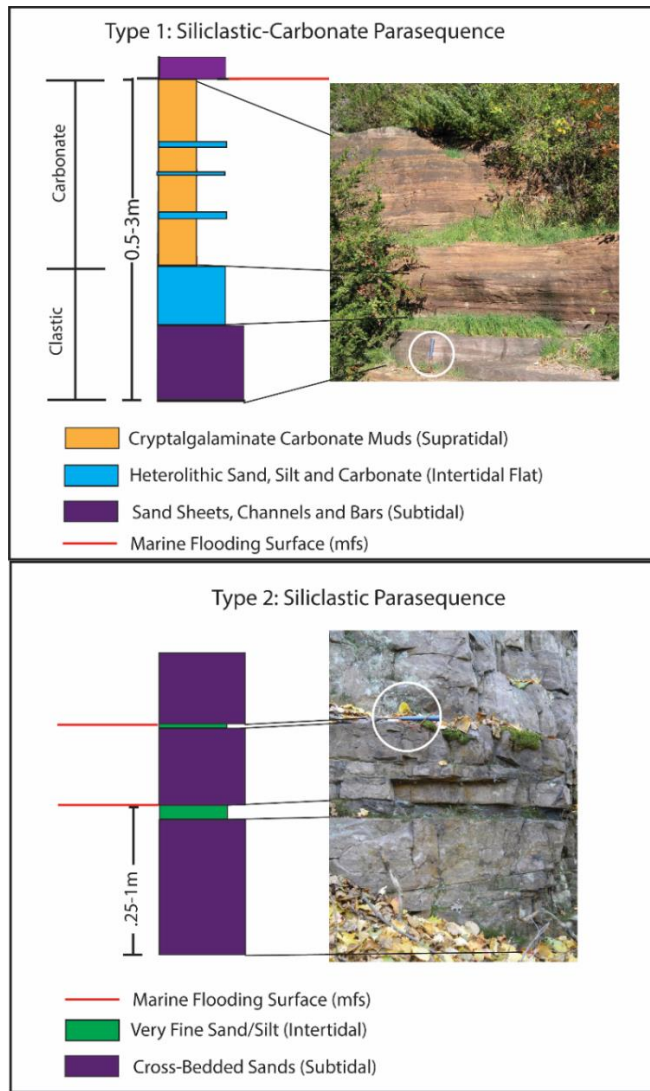 Type 1: Siliclastic-Carbonate Parasequence
Carbonate
Clastic
0.5-3m
Cryptalgalaminate Carbonate Muds (Supratidal)
Heterolithic Sand, Silt and Carbonate (Intertidal Flat)
Sand Sheets, Channels and Bars (Subtidal)
Marine Flooding Surface (mfs)
Type 2: Siliclastic Parasequence
.25-1m
Marine Flooding Surface (mfs)
Very Fine Sand/Silt (Intertidal)
Cross-Bedded Sands (Subtidal)